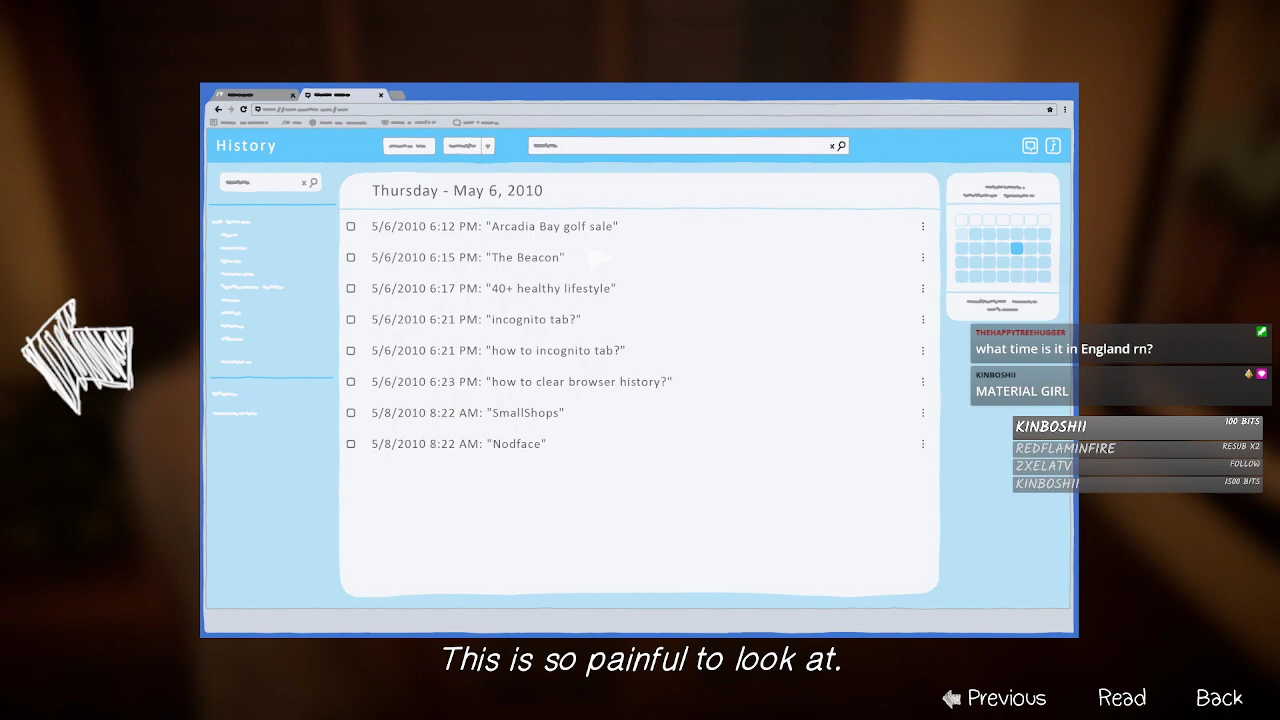 History
Thursday - May 6, 2010
5/6/2010 6:12 PM: "Arcadia Bay golf sale"
5/6/2010 6:15 PM: "The Beacon"
5/6/2010 6:17 PM: "40+ healthy lifestyle"
5/6/2010 6:21 PM: "incognito tab?"
5/6/2010 6:21 PM: "how to incognito tab?"
5/6/2010 6:23 PM: "how to clear browser history?"
5/8/2010 8:22 AM: "SmallShops"
5/8/2010 8:22 AM: "Nodface"
THEHAPPYTREEHUGGER
what time is it in England rn?
KINBOSHII
MATERIAL GIRL
KINBOSHII 100 BITS
REDFLAMINFIRE RESUB X2
ZXELATV FOLLOW
KINBOSHII 1500 BITS
This is so painful to look at.
Previous Read Back